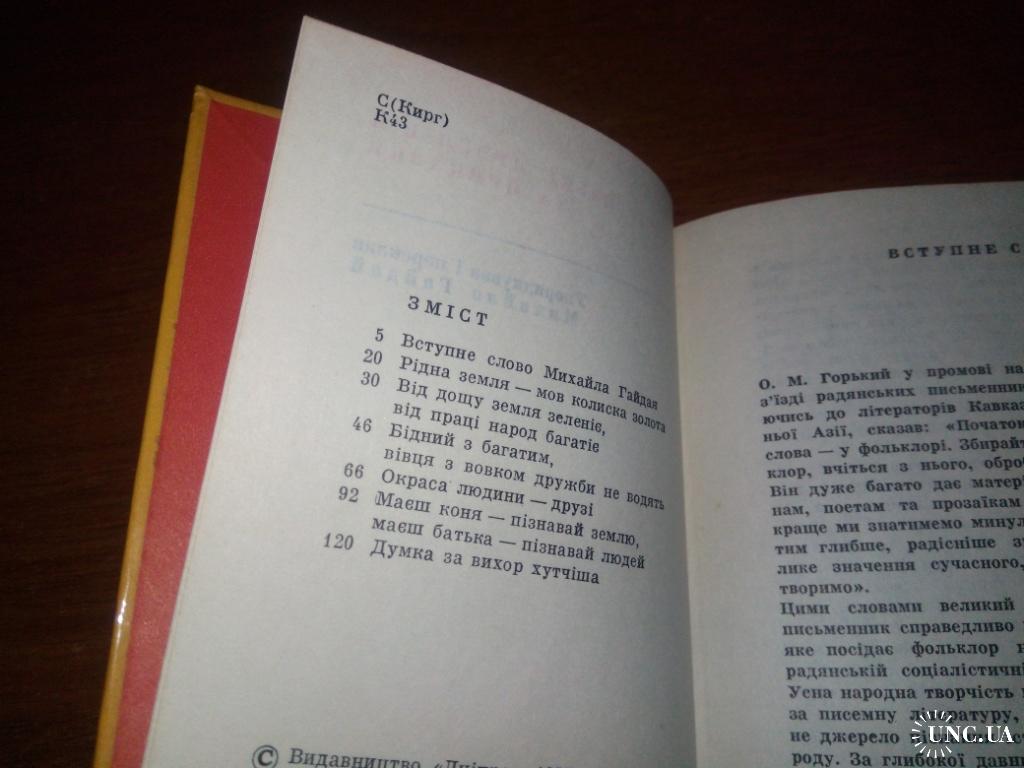 С(Кирг)
К43
ЗМІСТ
5 Вступне слово Михайла Гайдая
20 Рідна земля — мов колиска золота
30 Від дощу земля зеленіє,
від праці народ багатіє
46 Бідний з багатим,
вівця з вовком дружби не водять
66 Окраса людини — друзі
92 Маєш коня — пізнавай землю,
маєш батька — пізнавай людей
120 Думка за вихор хутчіша
© Видавництво «Дніпро»
ВСТУПНЕ С
О. М. Горький у промові на
з'їзді радянських письменник
ючись до літераторів Кавказ
ньої Азії, сказав: «Початок
слова — у фольклорі. Збирайт
клор, вчіться з нього, оброб
Він дуже багато дає матері
нам, поетам та прозаїкам
краще ми знатимемо минул
тим глибше, радісніше з
лике значення сучасного,
творимо».
Цими словами великий
письменник справедливо
яке посідає фольклор
радянській соціалістичні
Усна народна творчість
за писемну літературу,
не джерело
роду. За глибокої давн
UNC.UA